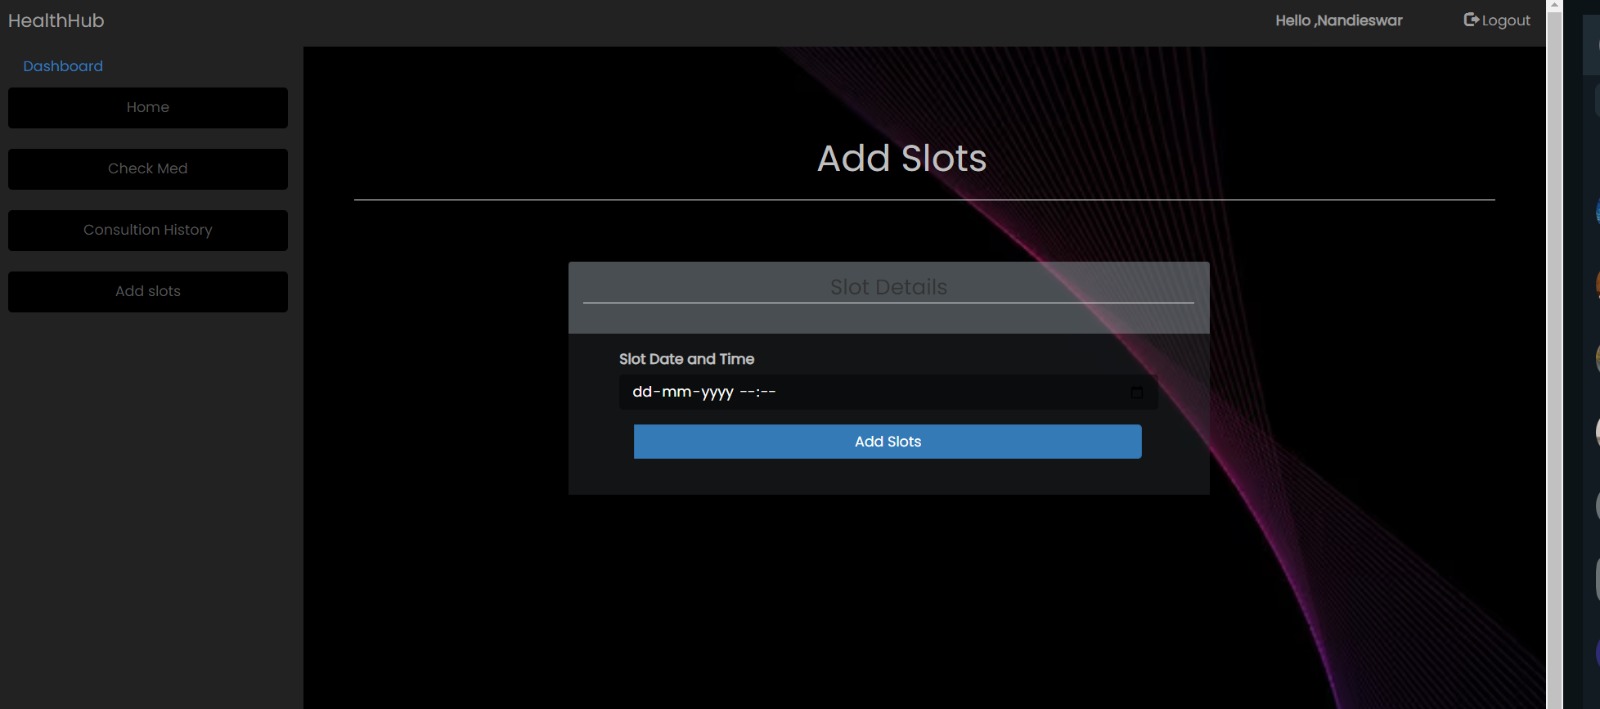 HealthHub
Hello ,Nandieswar
Logout
Dashboard
Home
Check Med
Consultion History
Add slots
Add Slots
Slot Details
Slot Date and Time
dd-mm-yyyy --:--
Add Slots